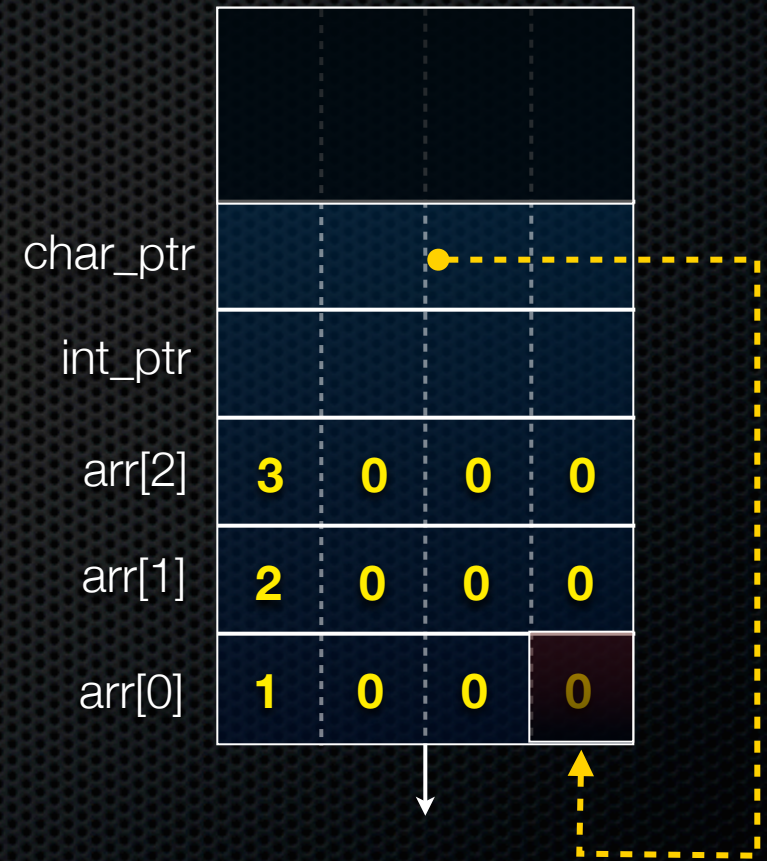 char_ptr
int_ptr
arr[2] 3 0 0 0
arr[1] 2 0 0 0
arr[0] 1 0 0 0